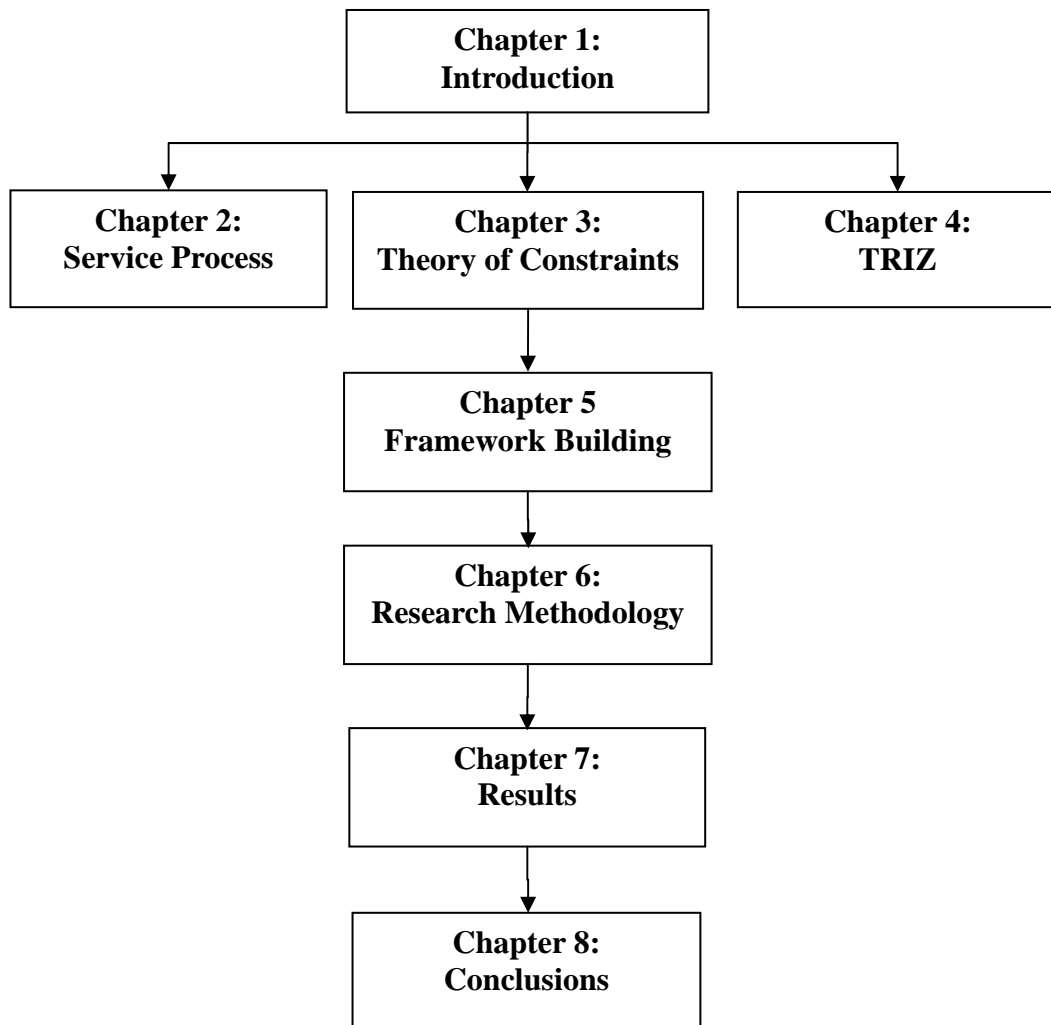 Chapter 1:
Introduction
Chapter 2:
Service Process
Chapter 3:
Theory of Constraints
Chapter 4:
TRIZ
Chapter 5
Framework Building
Chapter 6:
Research Methodology
Chapter 7:
Results
Chapter 8:
Conclusions